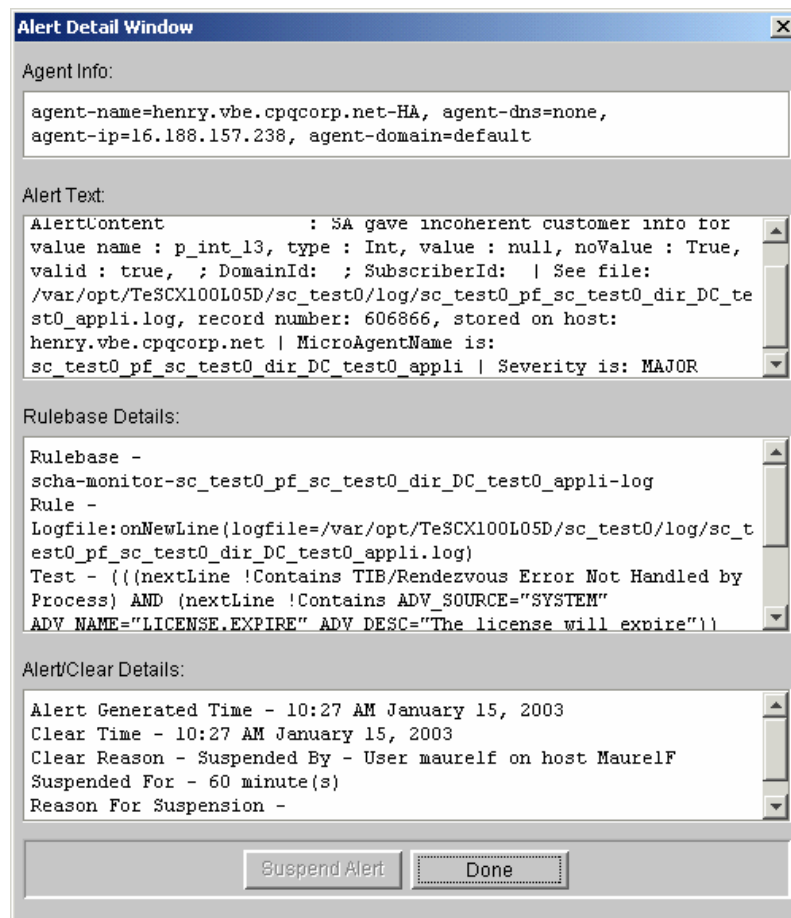 Alert Detail Window
Agent Info:
agent-name=henry.vbe.cpqcorp.net-HA, agent-dns=none,
agent-ip=16.188.157.238, agent-domain=default
Alert Text:
AlertContent : SA gave incoherent customer info for
value name : p_int_13, type : Int, value : null, noValue : True,
valid : true,  ; DomainId:  ; SubscriberId:  | See file:
/var/opt/TeSCX100L05D/sc_test0/log/sc_test0_pf_sc_test0_dir_DC_te
st0_appli.log, record number: 606866, stored on host:
henry.vbe.cpqcorp.net | MicroAgentName is:
sc_test0_pf_sc_test0_dir_DC_test0_appli | Severity is: MAJOR
Rulebase Details:
Rulebase -
scha-monitor-sc_test0_pf_sc_test0_dir_DC_test0_appli-log
Rule -
Logfile:onNewLine(logfile=/var/opt/TeSCX100L05D/sc_test0/log/sc_t
est0_pf_sc_test0_dir_DC_test0_appli.log)
Test - (((nextLine !Contains TIB/Rendezvous Error Not Handled by
Process) AND (nextLine !Contains ADV_SOURCE="SYSTEM"
ADV_NAME="LICENSE.EXPIRE" ADV_DESC="The license will expire"))
Alert/Clear Details:
Alert Generated Time - 10:27 AM January 15, 2003
Clear Time - 10:27 AM January 15, 2003
Clear Reason - Suspended By - User maurelf on host MaurelF
Suspended For - 60 minute(s)
Reason For Suspension -
Suspend Alert
Done